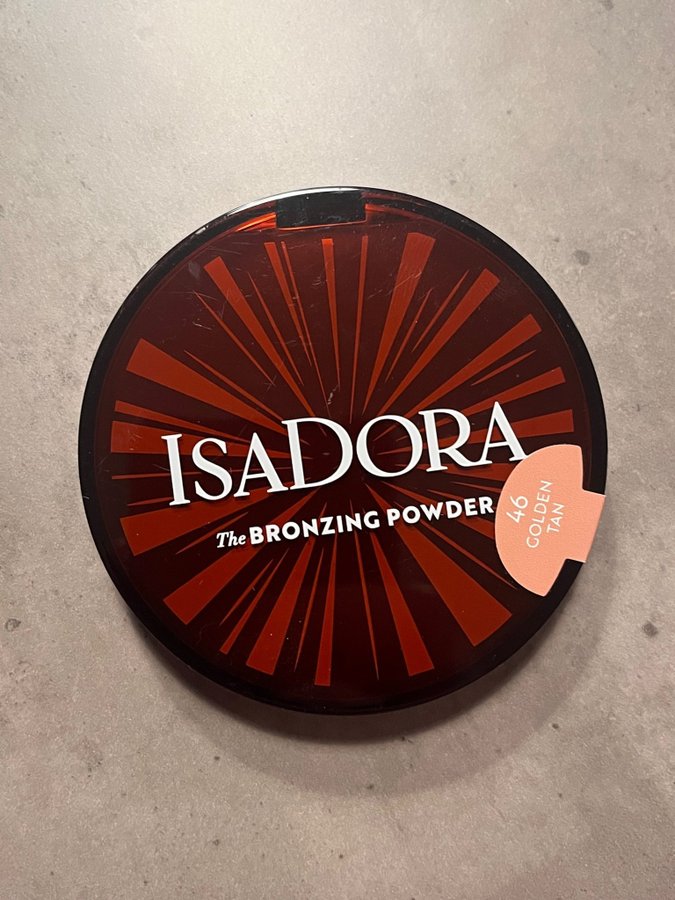 ISADORA
The BRONZING POWDER
46
GOLDEN
TAN